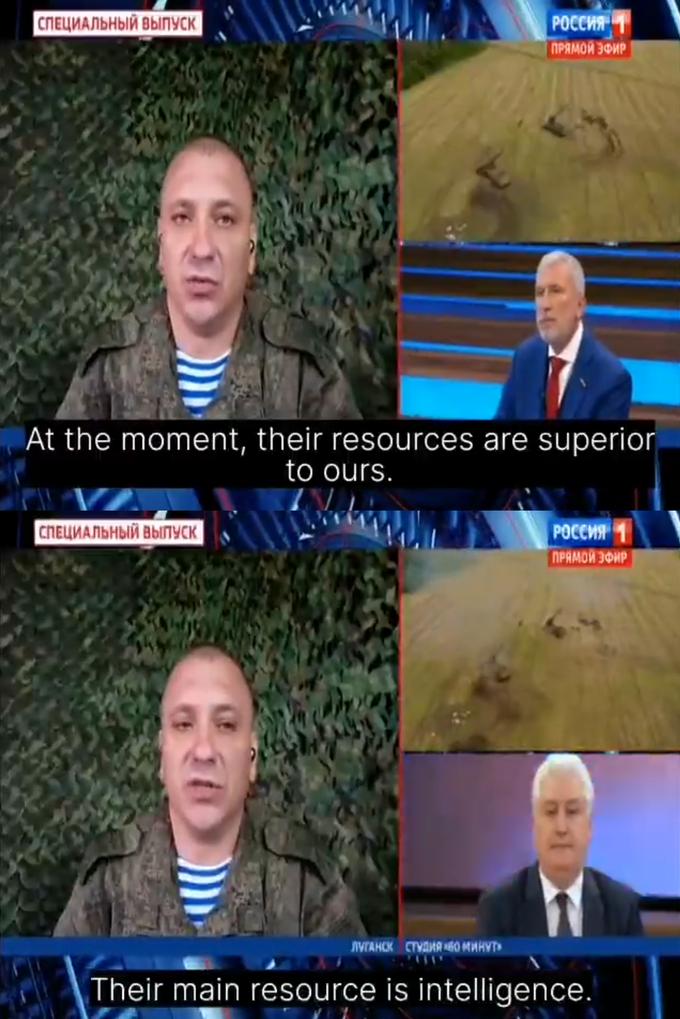 СПЕЦИАЛЬНЫЙ ВЫПУСК
РОССИЯ 1
ПРЯМОЙ ЭФИР
At the moment, their resources are superior
to ours.
СПЕЦИАЛЬНЫЙ ВЫПУСК
РОССИЯ 1
ПРЯМОЙ ЭФИР
ЛУГАНСК СТУДИЯ «60 МИНУТ»
Their main resource is intelligence.